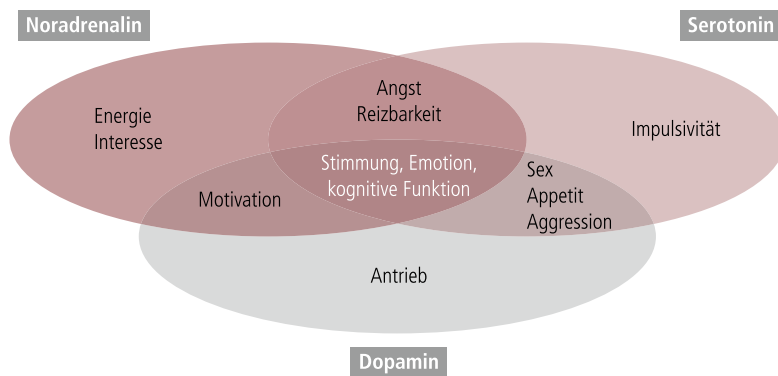 Noradrenalin
Serotonin
Angst
Reizbarkeit
Energie
Interesse
Impulsivität
Stimmung, Emotion,
kognitive Funktion
Sex
Appetit
Aggression
Motivation
Antrieb
Dopamin